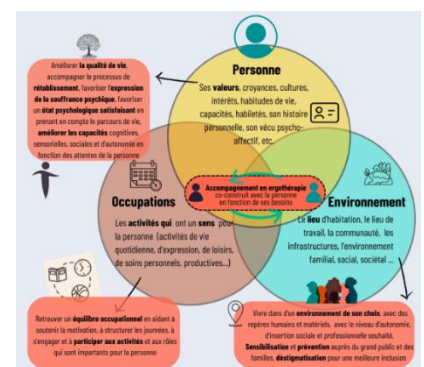 Améliorer la qualité de vie,
accompagner le processus de
rétablissement, favoriser l'expression
de la souffrance psychique, favoriser
un état psychologique satisfaisant en
prenant en compte le parcours de vie,
améliorer les capacités cognitives,
sensorielles, sociales et d'autonomie en
fonction des attentes de la personne
Personne
Ses valeurs, croyances, cultures,
intérêts, habitudes de vie,
capacités, habiletés, son histoire
personnelle, son vécu psycho-
affectif, etc.
Accompagnement en ergothérapie
co-construit avec la personne
en fonction de ses besoins
Occupations
Les activités qui ont un sens pour
la personne (activités de vie
quotidienne, d'expression, de loisirs,
de soins personnels, productives...)
Environnement
Le lieu d'habitation, le lieu de
travail, la communauté, les
infrastructures, l'environnement
familial, social, sociétal ...
Retrouver un équilibre occupationnel en aidant à
soutenir la motivation, à structurer les journées, à
s'engager et à participer aux activités et aux rôles
qui sont importants pour la personne
Vivre dans d'un environnement de son choix, avec des
repères humains et matériels, avec le niveau d'autonomie,
d'insertion sociale et professionnelle souhaité.
Sensibilisation et prévention auprès du grand public et des
familles, déstigmatisation pour une meilleure inclusion